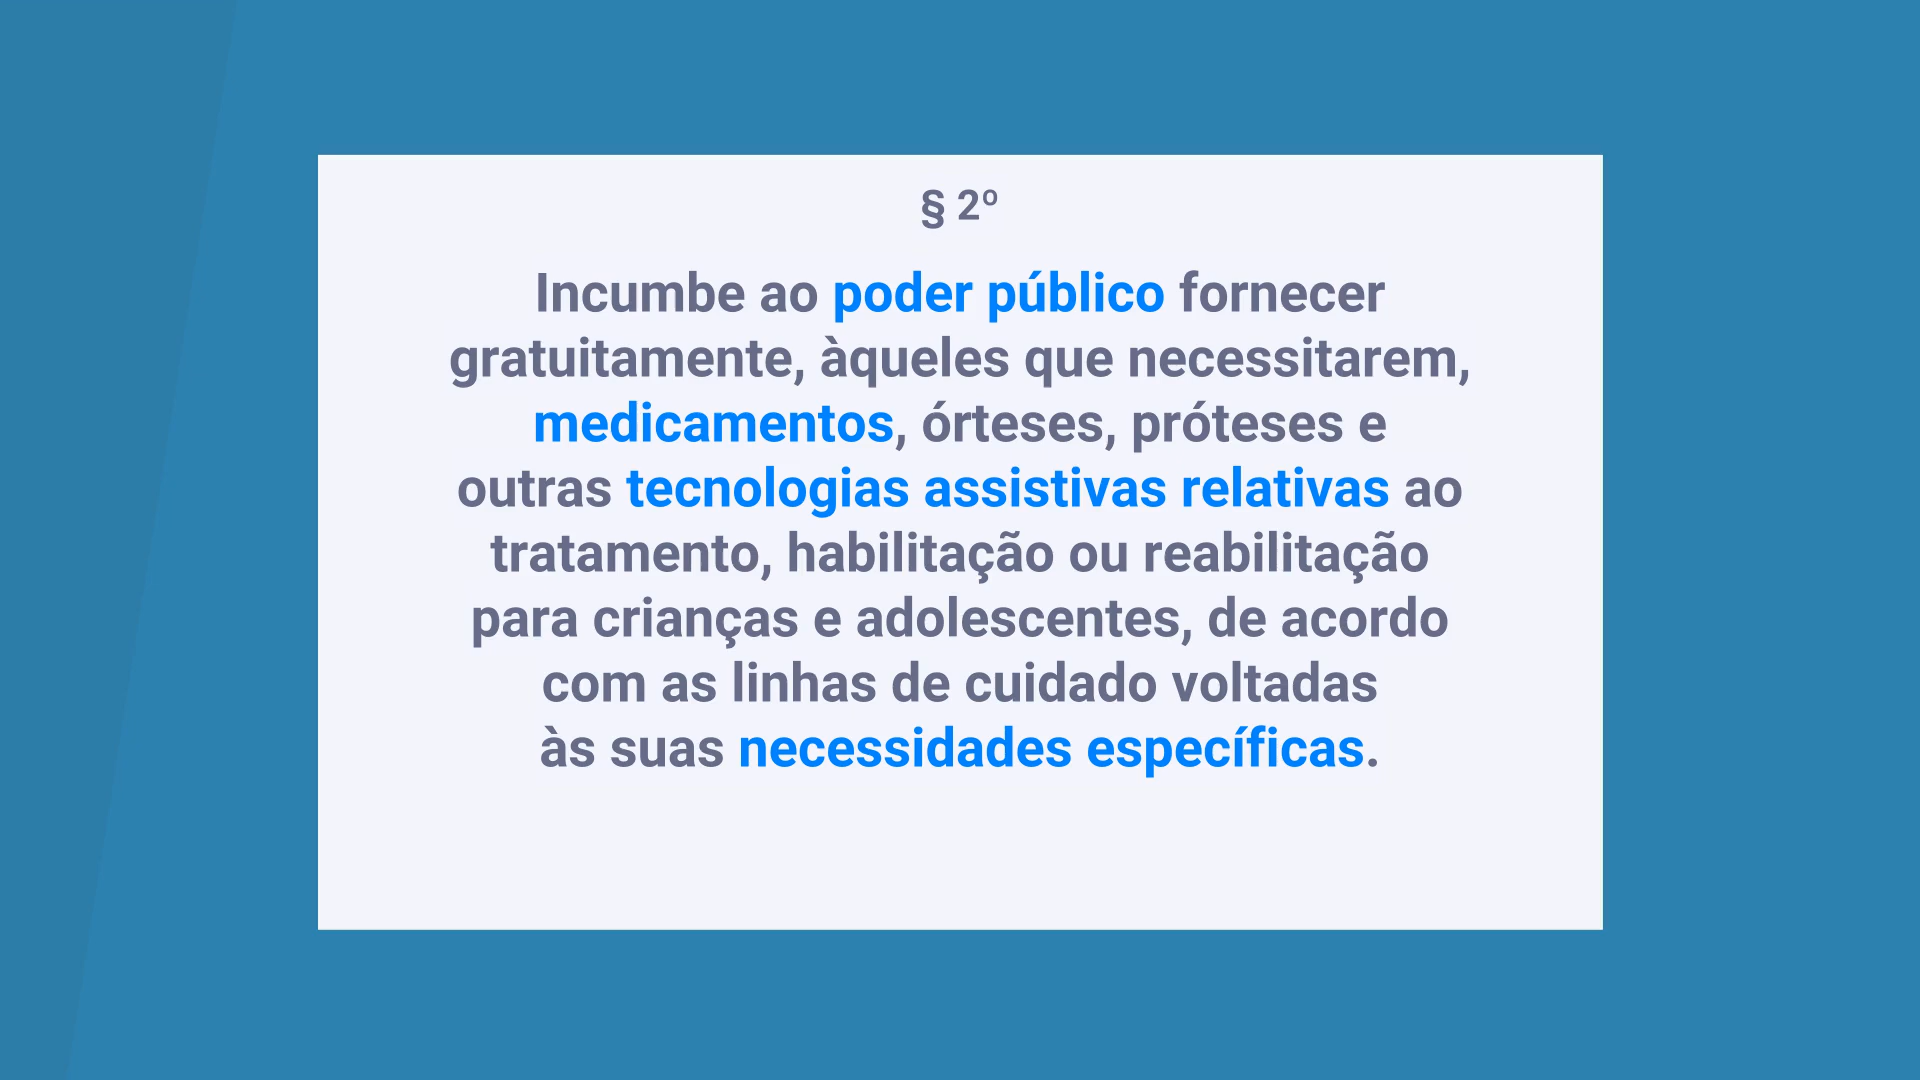 § 2º
Incumbe ao poder público fornecer
gratuitamente, àqueles que necessitarem,
medicamentos, órteses, próteses e
outras tecnologias assistivas relativas ao
tratamento, habilitação ou reabilitação
para crianças e adolescentes, de acordo
com as linhas de cuidado voltadas
às suas necessidades específicas.